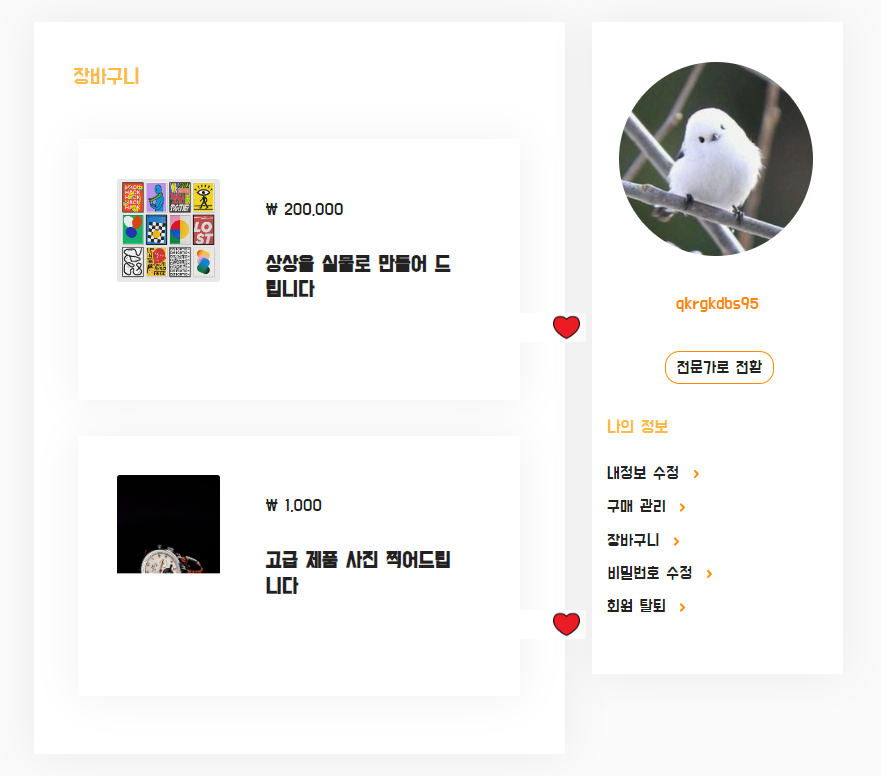 장바구니
₩ 200,000
상상을 실물로 만들어 드
립니다
₩ 1,000
고급 제품 사진 찍어드립
니다
qkrgkdbs95
전문가로 전환
나의 정보
내정보 수정
구매 관리
장바구니
비밀번호 수정
회원 탈퇴
LO
ST